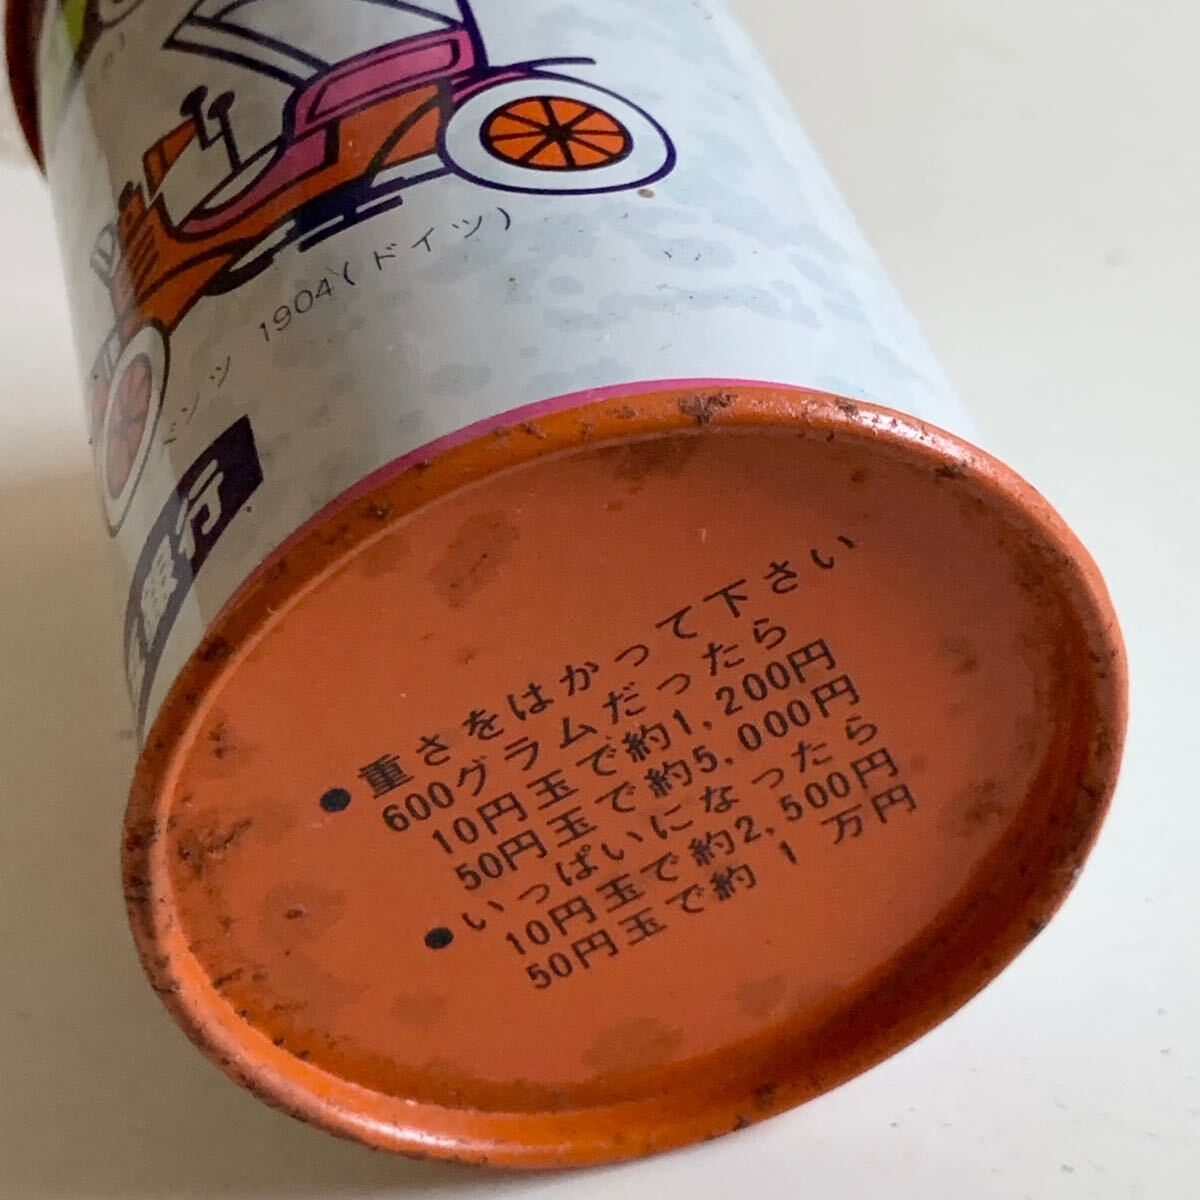 1904（ドイツ）
銀行
●重さをはかって下さい
600グラムだったら
10円玉で約1,200円
50円玉で約5,000円
●いっぱいになったら
10円玉で約2,500円
50円玉で約1万円